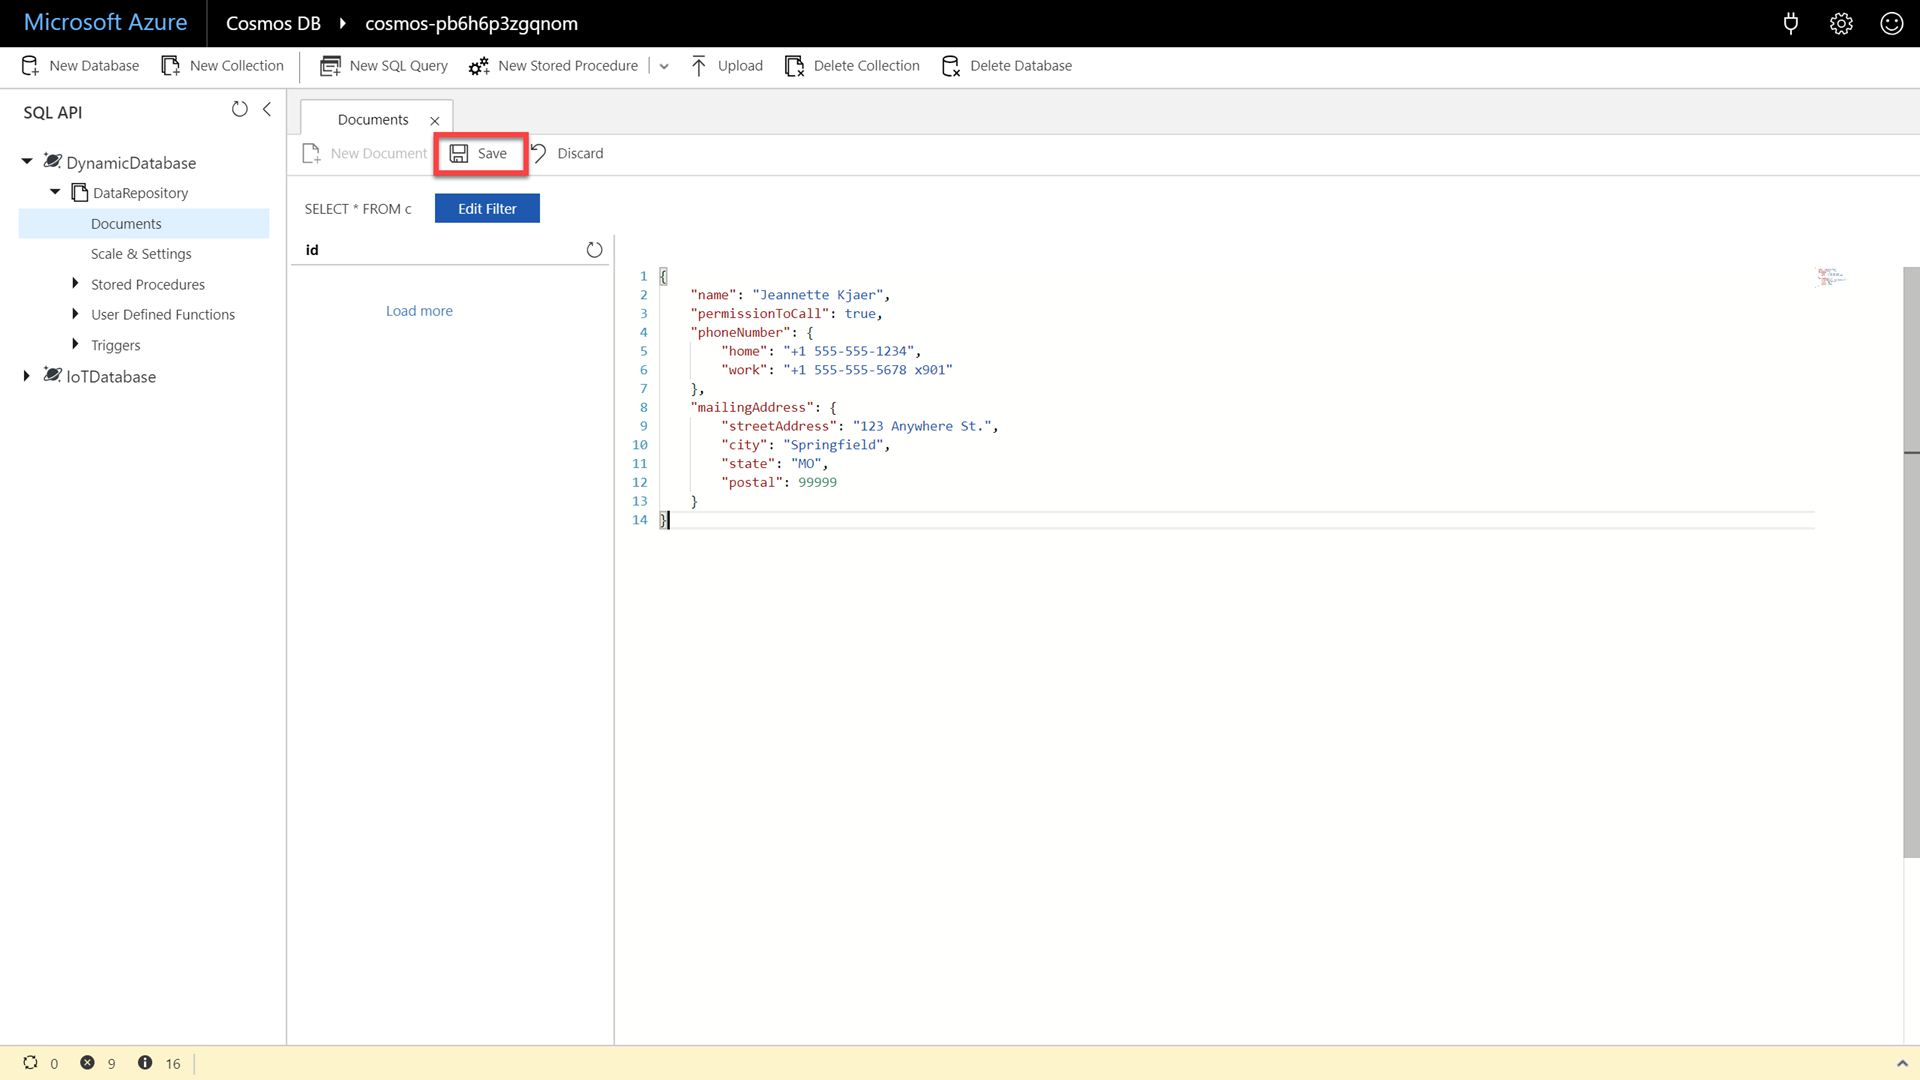 Microsoft Azure Cosmos DB cosmos-pb6h6p3zgqnom
New Database New Collection New SQL Query New Stored Procedure Upload Delete Collection Delete Database
SQL API
DynamicDatabase
DataRepository
Documents
Scale & Settings
Stored Procedures
User Defined Functions
Triggers
IoTDatabase
Documents
New Document Save Discard
SELECT * FROM c Edit Filter
id
Load more
1 {
2 "name": "Jeannette Kjaer",
3 "permissionToCall": true,
4 "phoneNumber": {
5 "home": "+1 555-555-1234",
6 "work": "+1 555-555-5678 x901"
7 },
8 "mailingAddress": {
9 "streetAddress": "123 Anywhere St.",
10 "city": "Springfield",
11 "state": "MO",
12 "postal": 99999
13 }
14 }
0 9 16